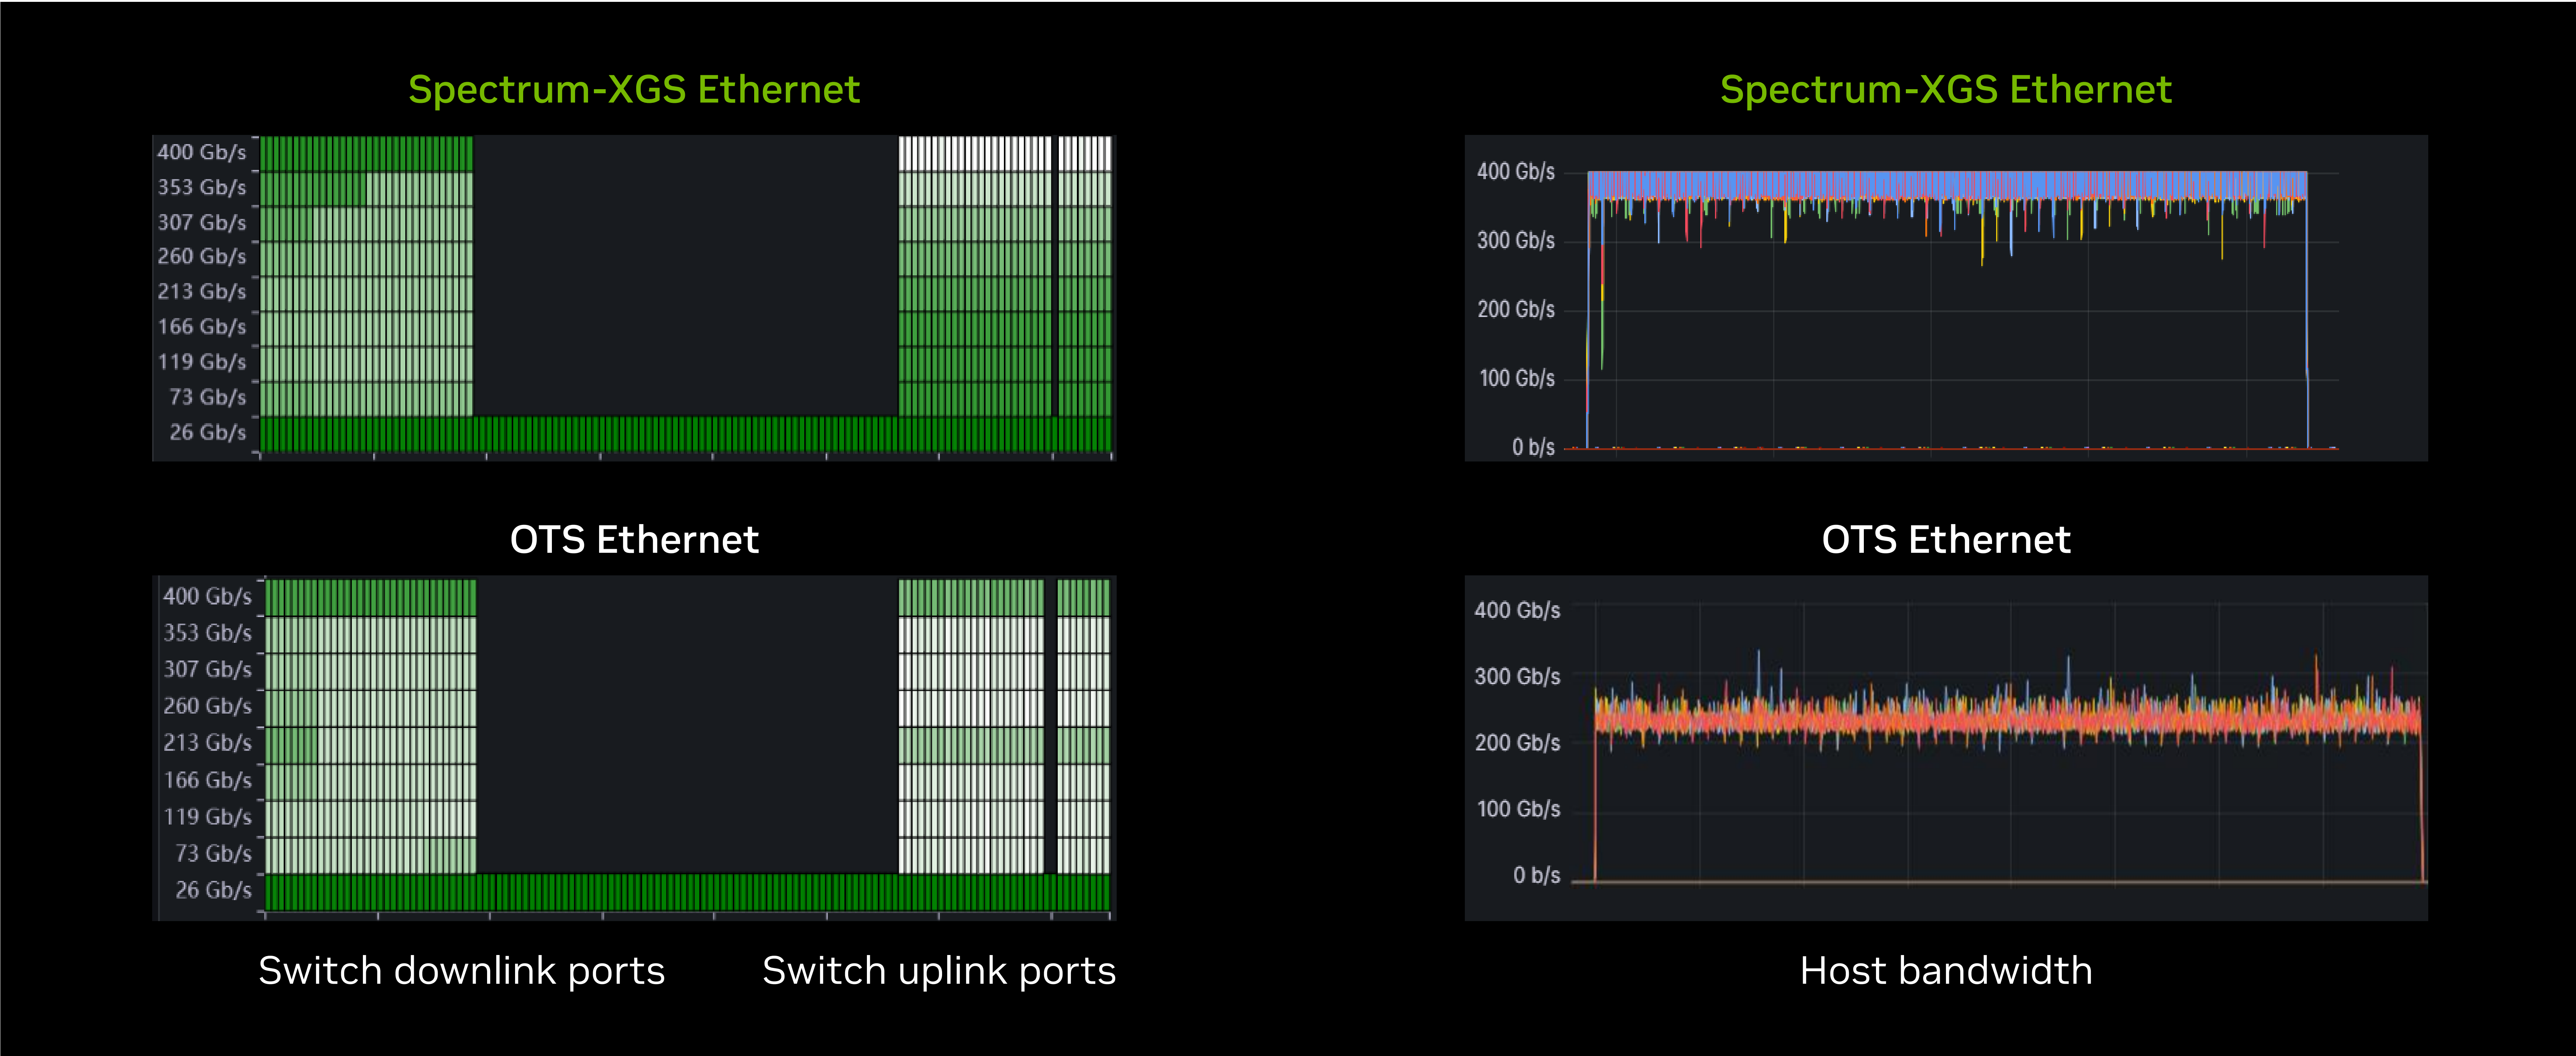 Spectrum-XGS Ethernet
400 Gb/s
353 Gb/s
307 Gb/s
260 Gb/s
213 Gb/s
166 Gb/s
119 Gb/s
73 Gb/s
26 Gb/s
Spectrum-XGS Ethernet
400 Gb/s
300 Gb/s
200 Gb/s
100 Gb/s
0 b/s
OTS Ethernet
400 Gb/s
353 Gb/s
307 Gb/s
260 Gb/s
213 Gb/s
166 Gb/s
119 Gb/s
73 Gb/s
26 Gb/s
Switch downlink ports
Switch uplink ports
OTS Ethernet
400 Gb/s
300 Gb/s
200 Gb/s
100 Gb/s
0 b/s
Host bandwidth